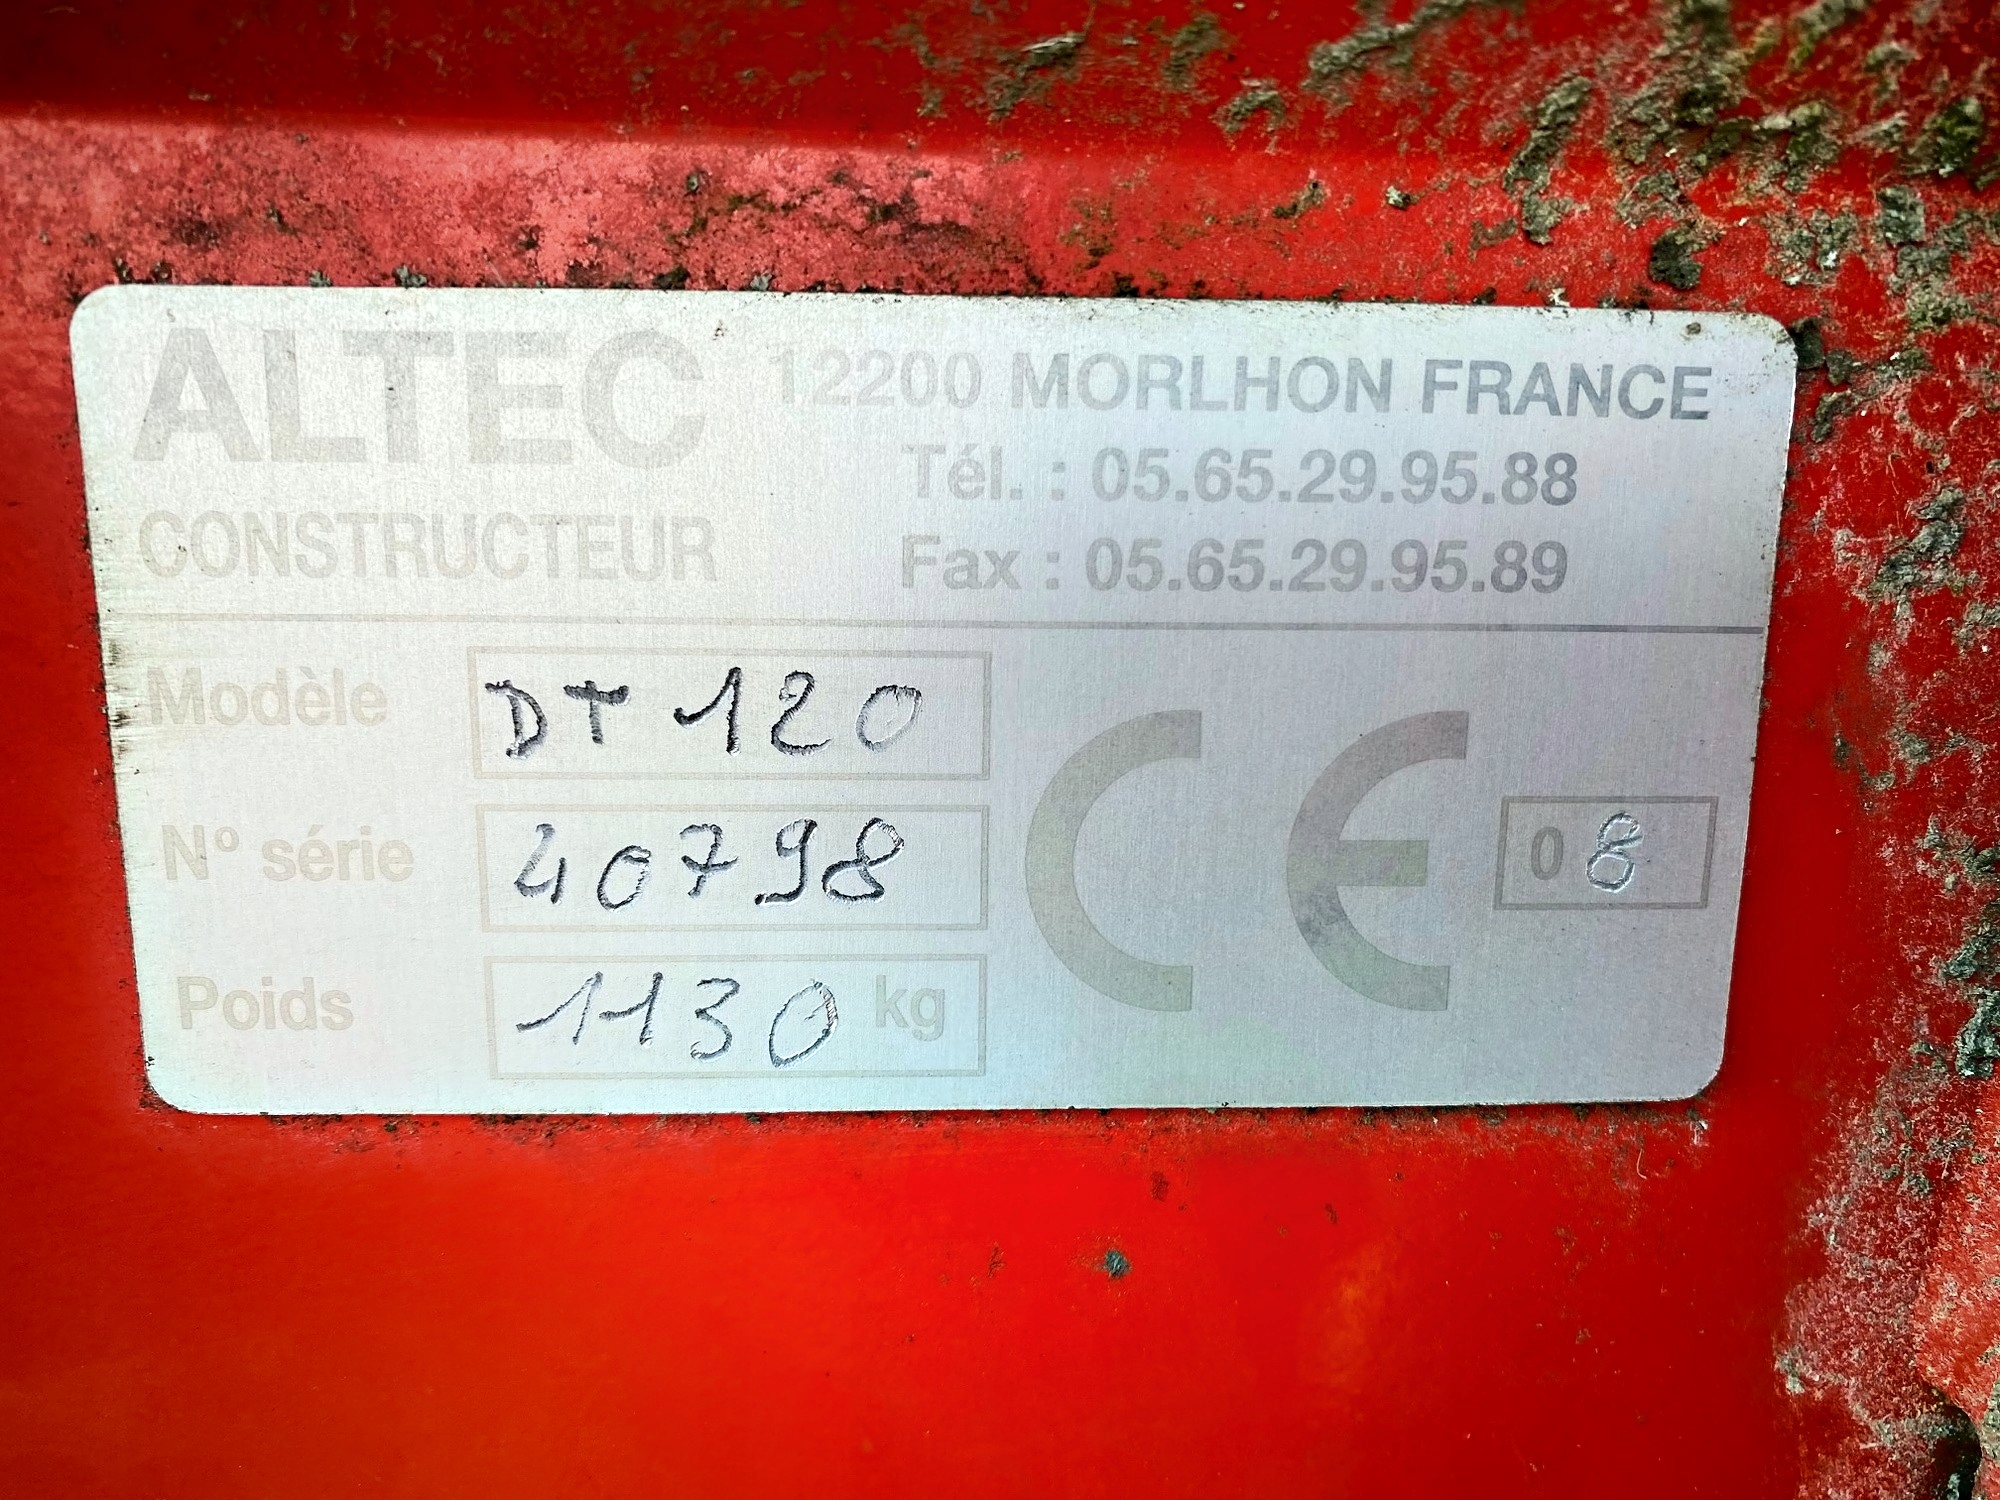 ALTEC 12200 MORLHON FRANCE
Tél. : 05.65.29.95.88
CONSTRUCTEUR Fax : 05.65.29.95.89
Modèle DT 120
N° série 40798
CE 08
Poids 1130 kg